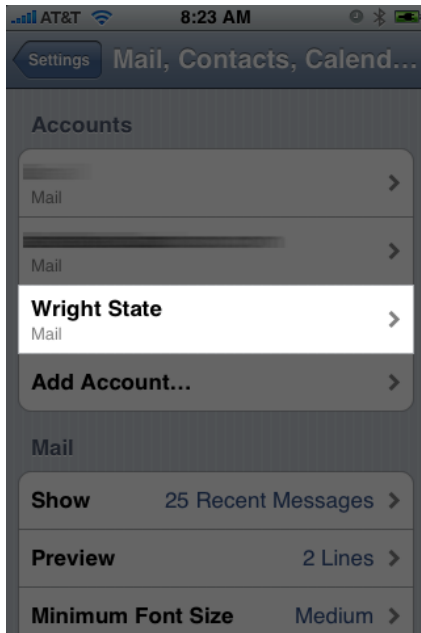 AT&T 8:23 AM
Settings Mail, Contacts, Calend...
Accounts
Mail
Mail
Wright State
Mail
Add Account...
Mail
Show 25 Recent Messages
Preview 2 Lines
Minimum Font Size Medium